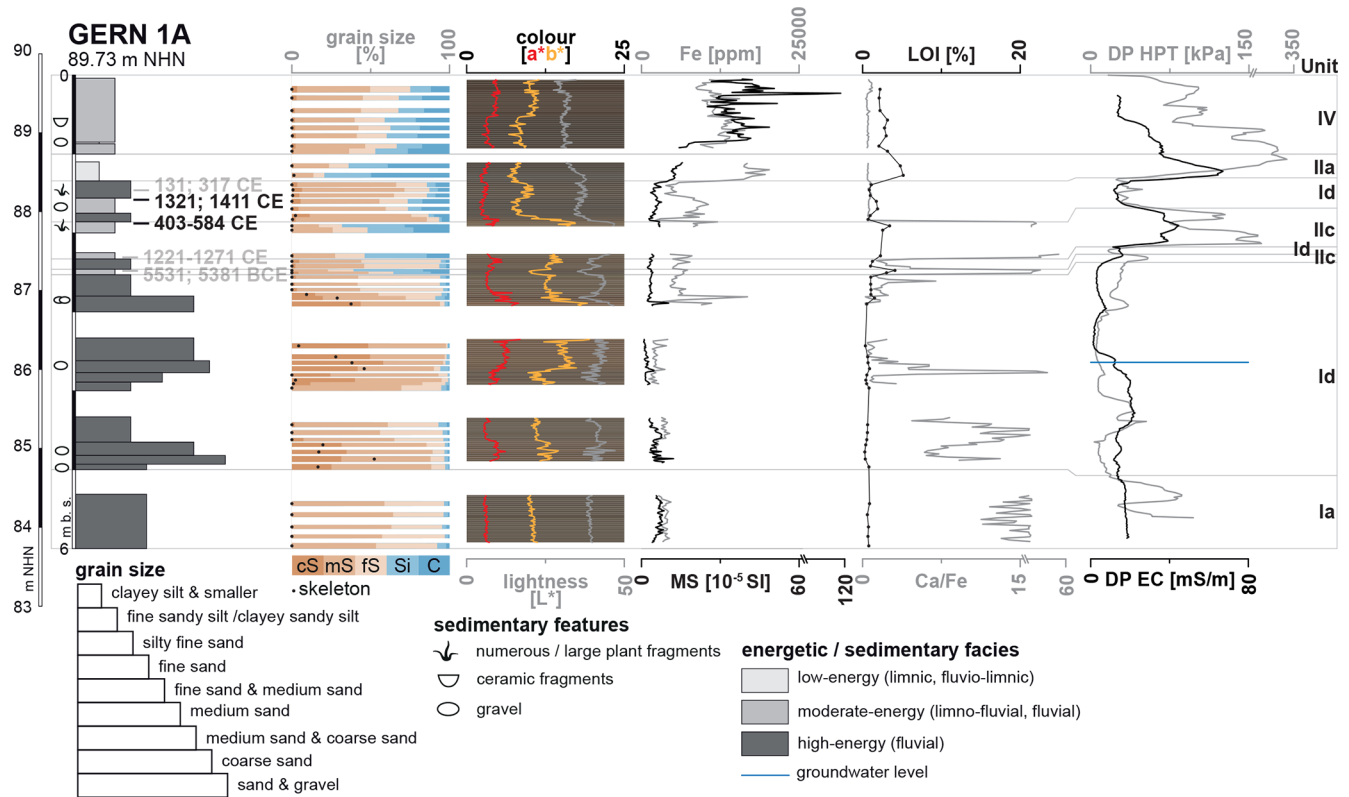 GERN 1A
89.73 m NHN
grain size
[%]
0
100
colour
[a*b*]
0
25
Fe [ppm]
0
25000
LOI [%]
0
20
DP HPT [kPa]
0
150
350
Unit
90
89
88
87
86
85
84
83
m NHN
0
6
m b. s.
131; 317 CE
1321; 1411 CE
403-584 CE
1221-1271 CE
5531; 5381 BCE
IV
IIa
Id
IIc
Id
IIc
Id
Ia
cS mS fS Si C
skeleton
0
lightness
[L*]
50
0
MS [10-5 SI]
60
120
0
Ca/Fe
15
60
0
DP EC [mS/m]
80
grain size
clayey silt & smaller
fine sandy silt /clayey sandy silt
silty fine sand
fine sand
fine sand & medium sand
medium sand
medium sand & coarse sand
coarse sand
sand & gravel
sedimentary features
numerous / large plant fragments
ceramic fragments
gravel
energetic / sedimentary facies
low-energy (limnic, fluvio-limnic)
moderate-energy (limno-fluvial, fluvial)
high-energy (fluvial)
groundwater level